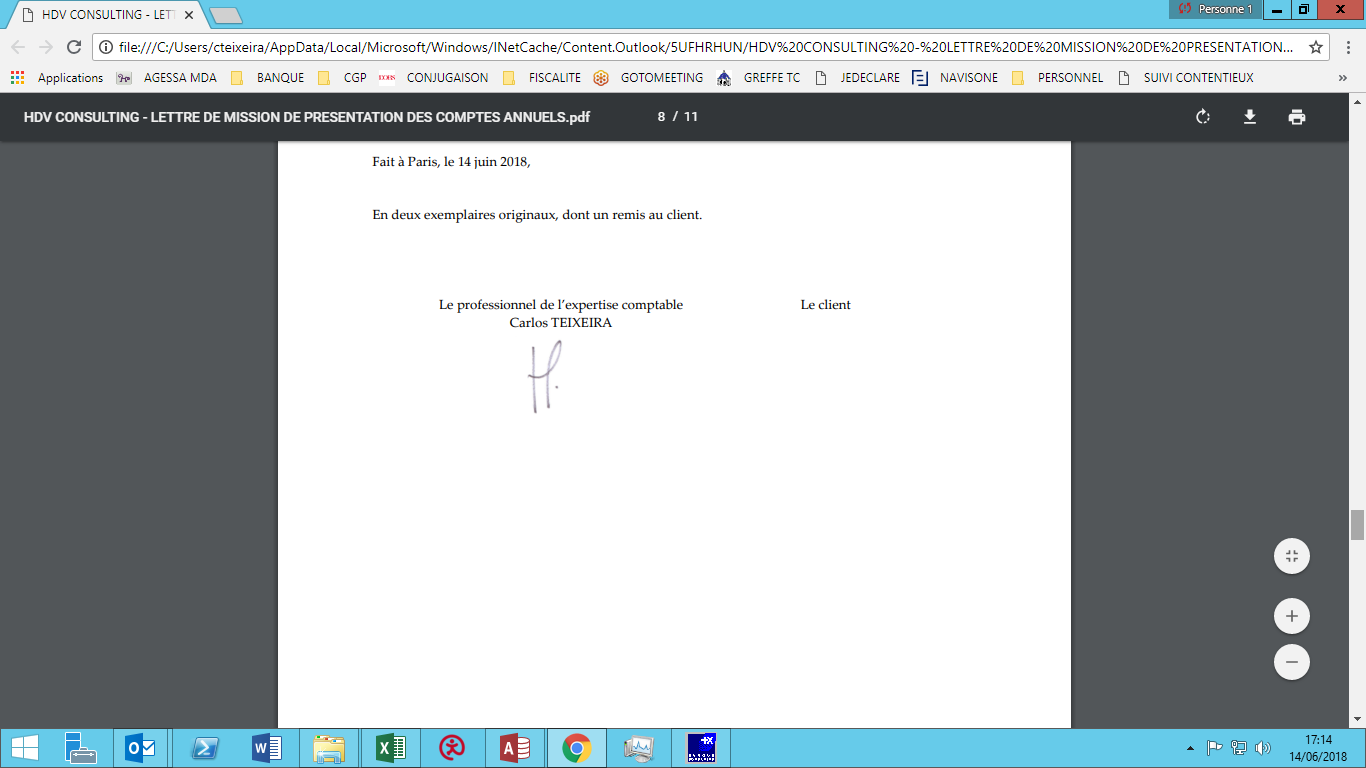 HDV CONSULTING - LET
Personne 1
file:///C:/Users/cteixeira/AppData/Local/Microsoft/Windows/INetCache/Content.Outlook/5UFHRHUN/HDV%20CONSULTING%20-%20LETTRE%20DE%20MISSION%20DE%20PRESENTATION...
Applications AGESSA MDA BANQUE CGP CONJUGAISON FISCALITE GOTOMEETING GREFFE TC JEDECLARE NAVISONE PERSONNEL SUIVI CONTENTIEUX »
HDV CONSULTING - LETTRE DE MISSION DE PRESENTATION DES COMPTES ANNUELS.pdf 8 / 11
Fait à Paris, le 14 juin 2018,
En deux exemplaires originaux, dont un remis au client.
Le professionnel de l’expertise comptable Le client
Carlos TEIXEIRA
H.
17:14
14/06/2018